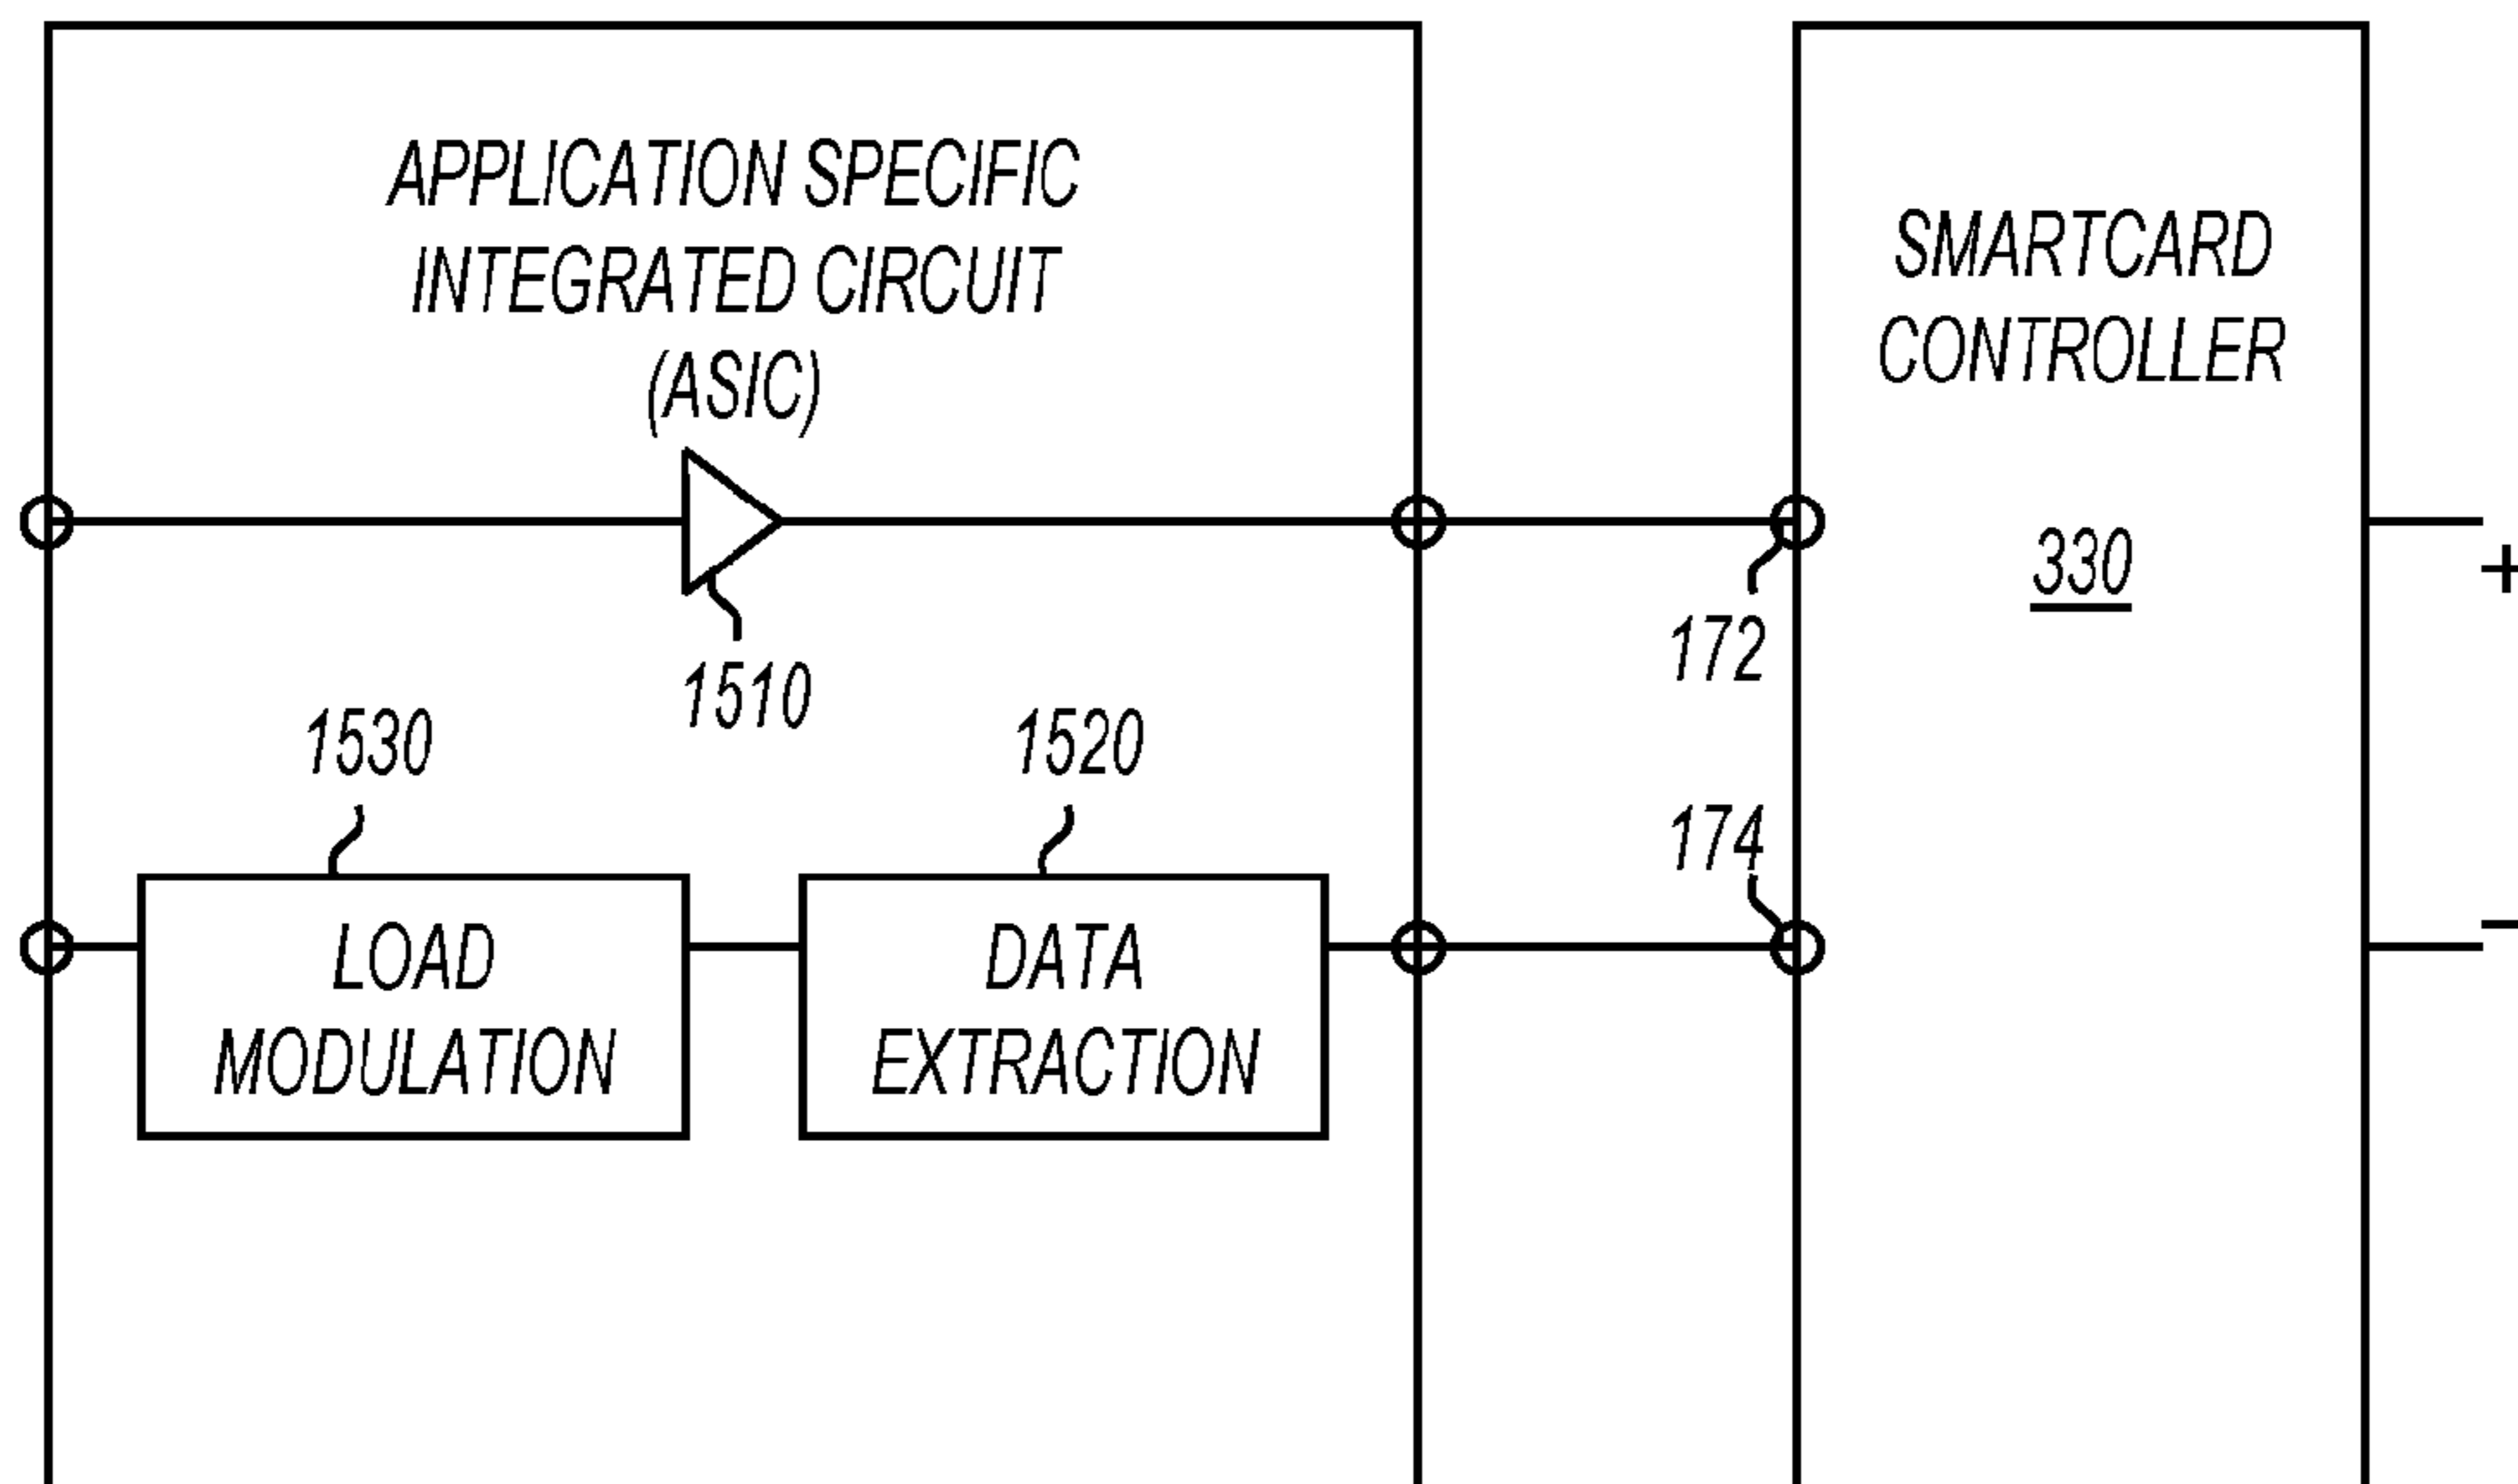 APPLICATION SPECIFIC
INTEGRATED CIRCUIT
(ASIC)
SMARTCARD
CONTROLLER
330
+
172
1510
1530
1520
174
-
LOAD
MODULATION
DATA
EXTRACTION